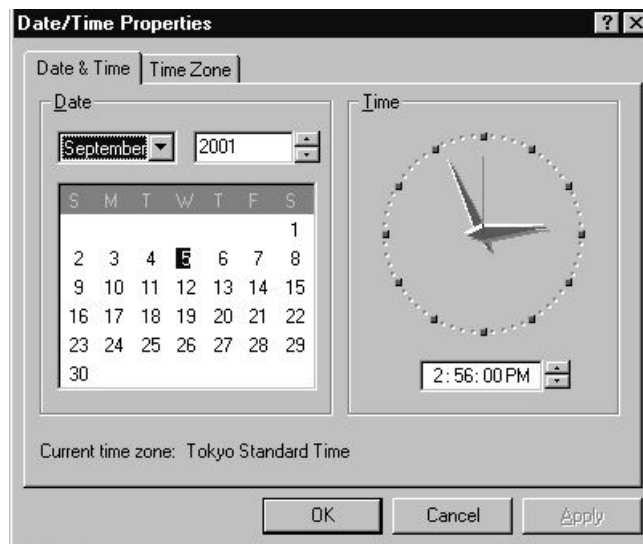 Date/Time Properties ? X
Date & Time Time Zone
Date
September 2001
S M T W T F S
1
2 3 4 5 6 7 8
9 10 11 12 13 14 15
16 17 18 19 20 21 22
23 24 25 26 27 28 29
30
Time
2:56:00 PM
Current time zone: Tokyo Standard Time
OK Cancel Apply